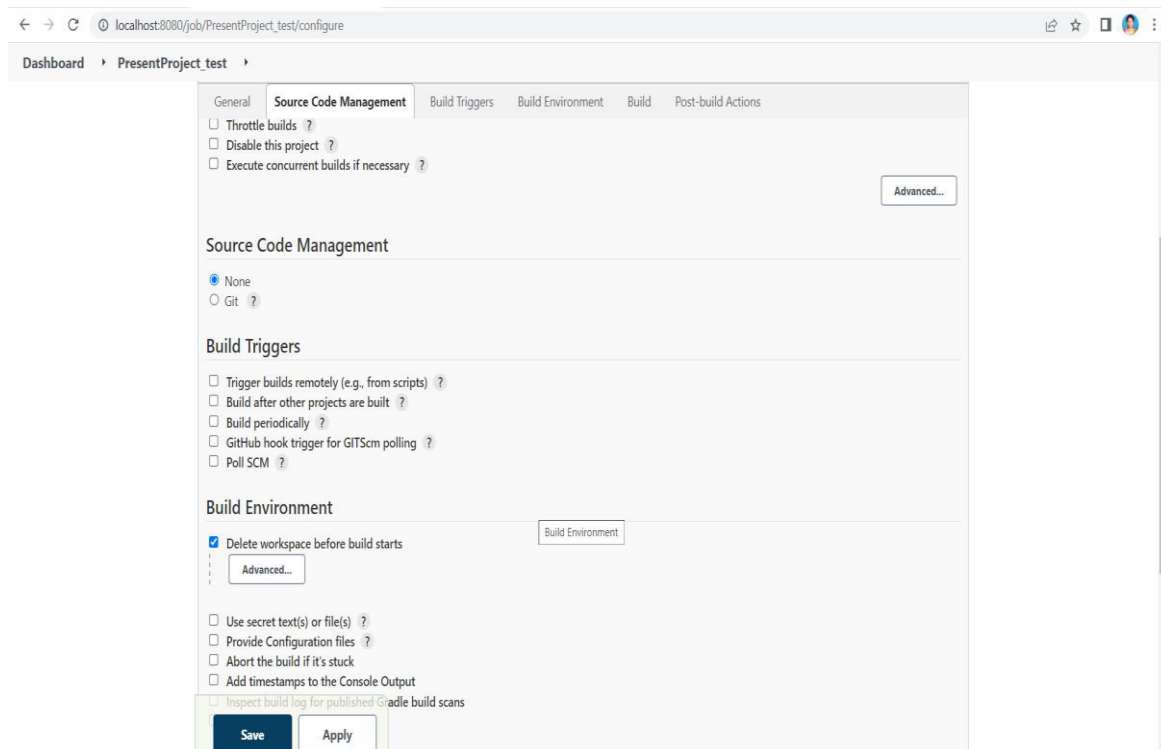 localhost:8080/job/PresentProject_test/configure
Dashboard PresentProject_test
General Source Code Management Build Triggers Build Environment Build Post-build Actions
Throttle builds ?
Disable this project ?
Execute concurrent builds if necessary ?
Advanced...
Source Code Management
None
Git ?
Build Triggers
Trigger builds remotely (e.g., from scripts) ?
Build after other projects are built ?
Build periodically ?
GitHub hook trigger for GITScm polling ?
Poll SCM ?
Build Environment
Build Environment
Delete workspace before build starts
Advanced...
Use secret text(s) or file(s) ?
Provide Configuration files ?
Abort the build if it's stuck
Add timestamps to the Console Output
Inspect build log for published Gradle build scans
Save Apply